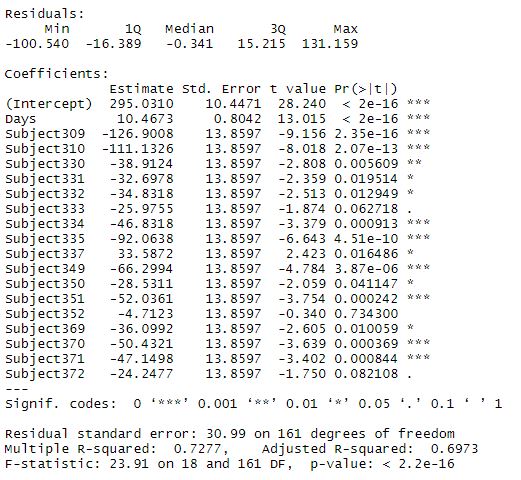 Residuals:
     Min       1Q   Median       3Q      Max
-100.540  -16.389   -0.341   15.215  131.159

Coefficients:
             Estimate Std. Error t value Pr(>|t|)
(Intercept)  295.0310    10.4471  28.240  < 2e-16 ***
Days          10.4673     0.8042  13.015  < 2e-16 ***
Subject309  -126.9008    13.8597  -9.156 2.35e-16 ***
Subject310  -111.1326    13.8597  -8.018 2.07e-13 ***
Subject330   -38.9124    13.8597  -2.808 0.005609 **
Subject331   -32.6978    13.8597  -2.359 0.019514 *
Subject332   -34.8318    13.8597  -2.513 0.012949 *
Subject333   -25.9755    13.8597  -1.874 0.062718 .
Subject334   -46.8318    13.8597  -3.379 0.000913 ***
Subject335   -92.0638    13.8597  -6.643 4.51e-10 ***
Subject337    33.5872    13.8597   2.423 0.016486 *
Subject349   -66.2994    13.8597  -4.784 3.87e-06 ***
Subject350   -28.5311    13.8597  -2.059 0.041147 *
Subject351   -52.0361    13.8597  -3.754 0.000242 ***
Subject352    -4.7123    13.8597  -0.340 0.734300
Subject369   -36.0992    13.8597  -2.605 0.010059 *
Subject370   -50.4321    13.8597  -3.639 0.000369 ***
Subject371   -47.1498    13.8597  -3.402 0.000844 ***
Subject372   -24.2477    13.8597  -1.750 0.082108 .
---
Signif. codes:  0 ‘***’ 0.001 ‘**’ 0.01 ‘*’ 0.05 ‘.’ 0.1 ‘ ’ 1

Residual standard error: 30.99 on 161 degrees of freedom
Multiple R-squared:  0.7277,    Adjusted R-squared:  0.6973
F-statistic: 23.91 on 18 and 161 DF,  p-value: < 2.2e-16